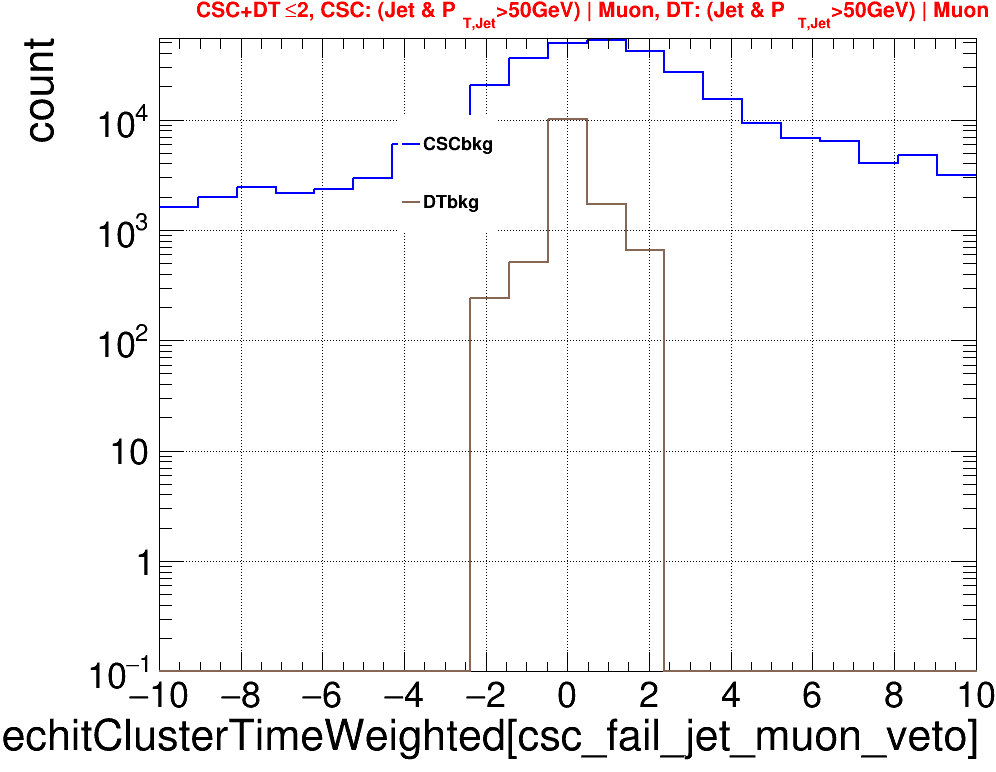 CSC+DT ≤2, CSC: (Jet & P T,Jet>50GeV) | Muon, DT: (Jet & P T,Jet>50GeV) | Muon
count
10^4
10^3
10^2
10
1
10^−1
CSCbkg
DTbkg
−10 −8 −6 −4 −2 0 2 4 6 8 10
echitClusterTimeWeighted[csc_fail_jet_muon_veto]